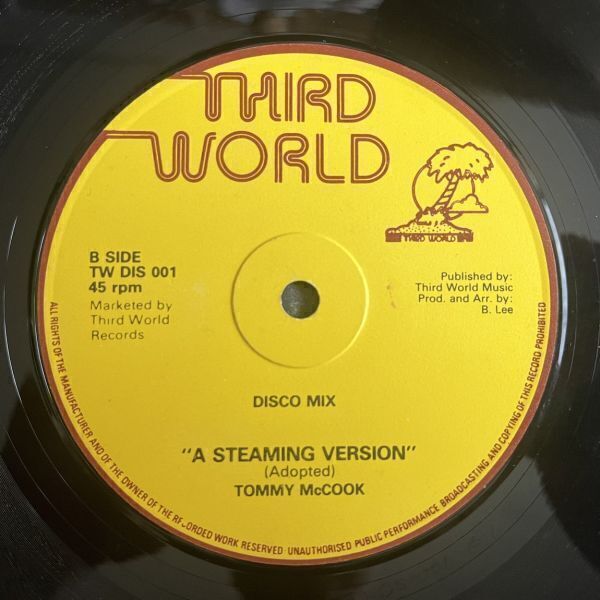 THIRD
WORLD
THIRD WORLD
B SIDE
TW DIS 001
45 rpm
Marketed by
Third World
Records
Published by:
Third World Music
Prod. and Arr. by:
B. Lee
DISCO MIX
"A STEAMING VERSION"
(Adopted)
TOMMY McCOOK
ALL RIGHTS OF THE MANUFACTURER AND OF THE OWNER OF THE RECORDED WORK RESERVED UNAUTHORISED PUBLIC PERFORMANCE BROADCASTING AND COPYING OF THIS RECORD PROHIBITED